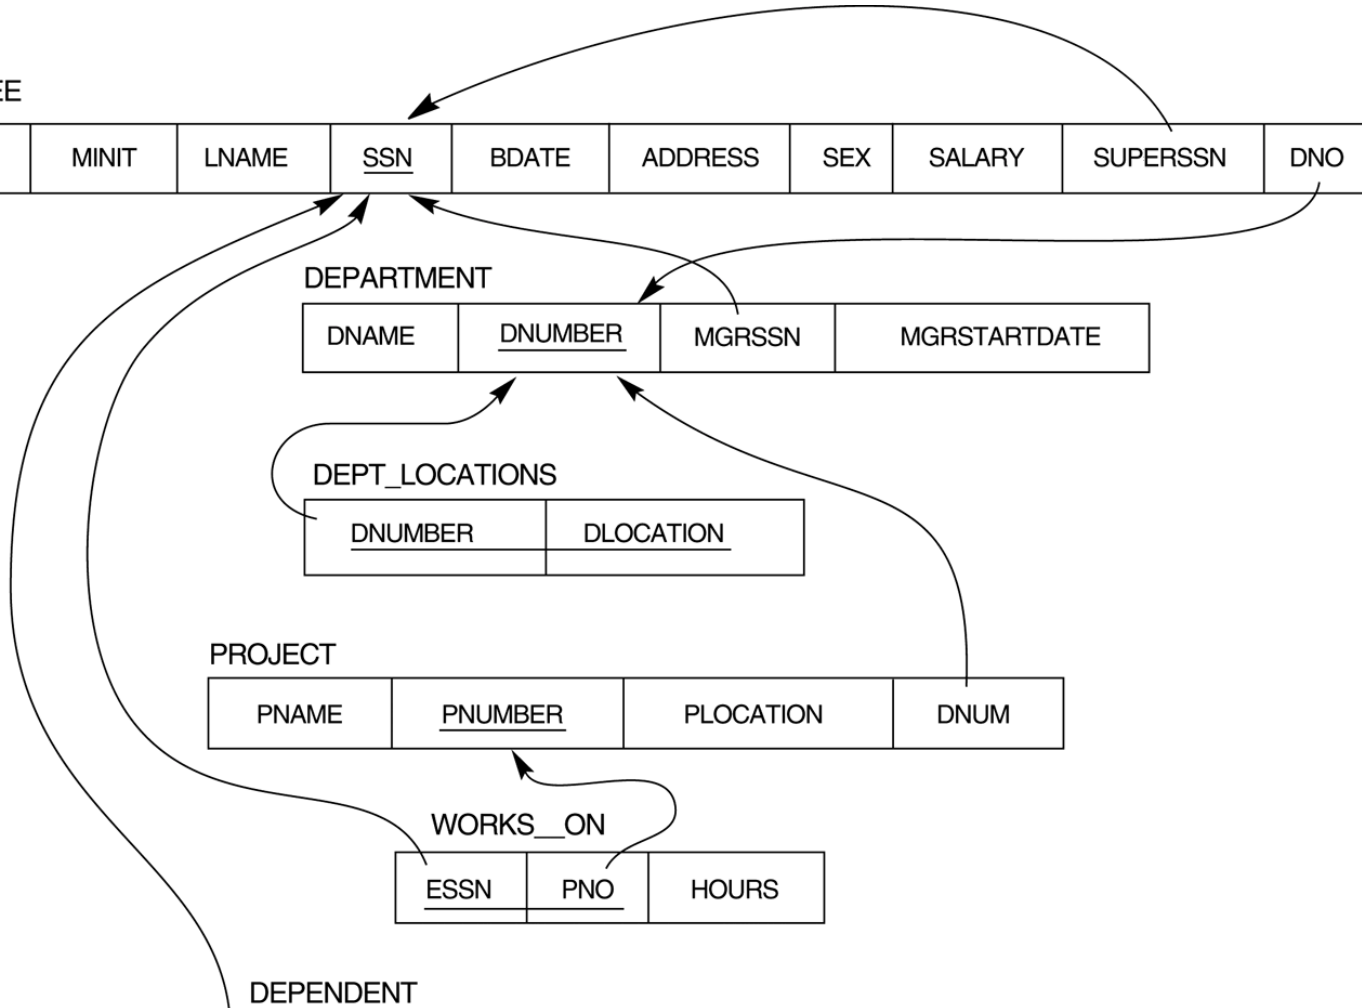 EE
MINIT LNAME SSN BDATE ADDRESS SEX SALARY SUPERSSN DNO
DEPARTMENT
DNAME DNUMBER MGRSSN MGRSTARTDATE
DEPT_LOCATIONS
DNUMBER DLOCATION
PROJECT
PNAME PNUMBER PLOCATION DNUM
WORKS__ON
ESSN PNO HOURS
DEPENDENT